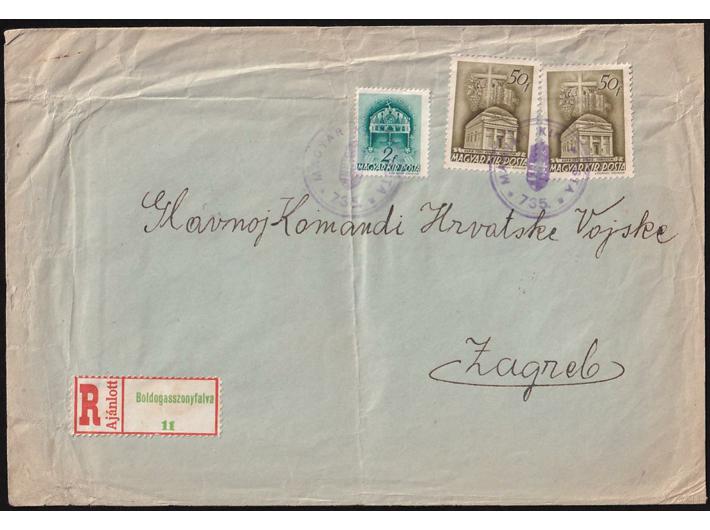 50f
50f
2f
MAGYAR KIR. POSTA
MAGYAR KIR. POSTA
MAGYAR KIR. POSTA
735.
735.
Glavnoj Komandi Hrvatske Vojske
Zagreb
R
Ajánlott
Boldogasszonyfalva
11